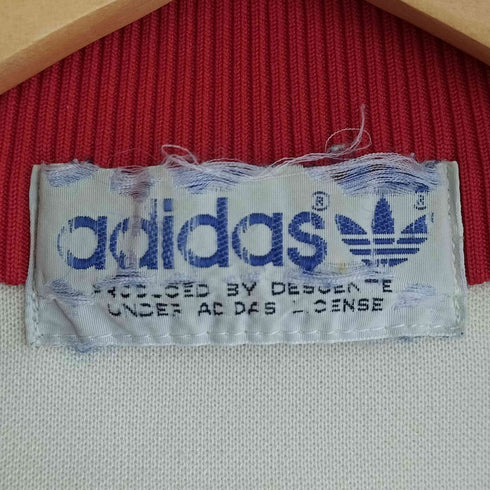 adidas® ®
PRODUCED BY DESCENTE
UNDER ADIDAS LICENSE